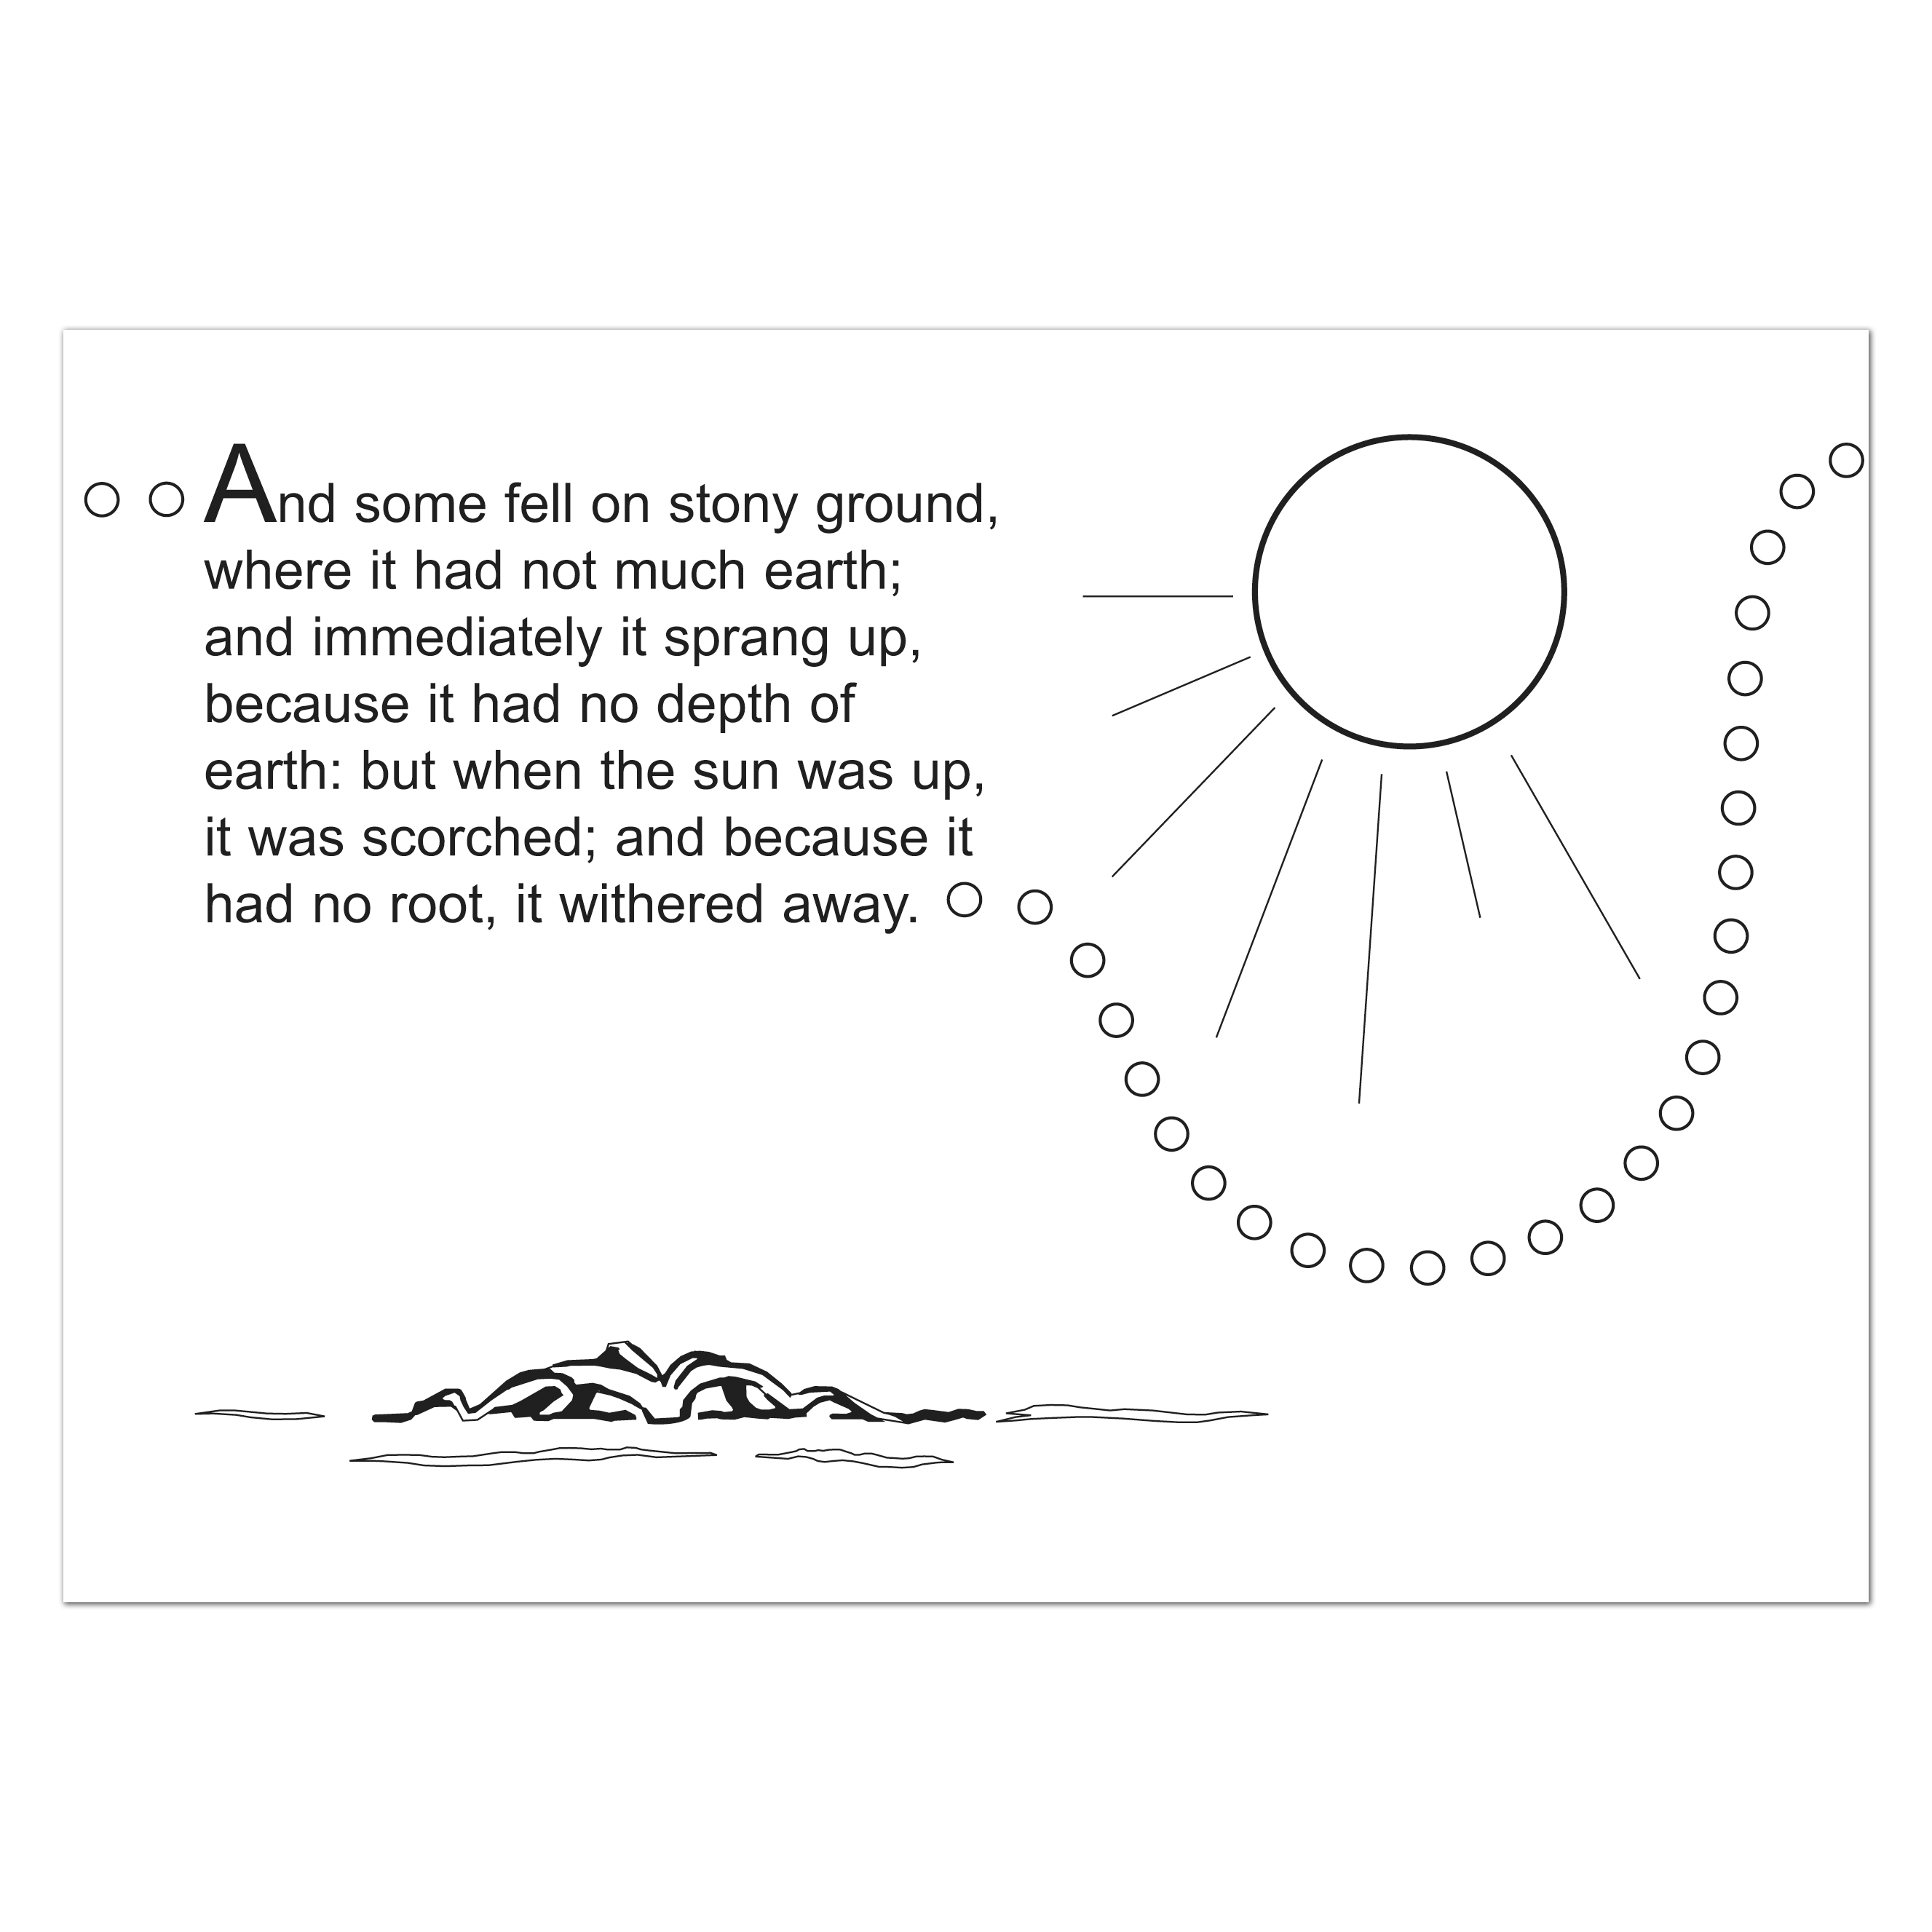 And some fell on stony ground,
where it had not much earth;
and immediately it sprang up,
because it had no depth of
earth: but when the sun was up,
it was scorched; and because it
had no root, it withered away.